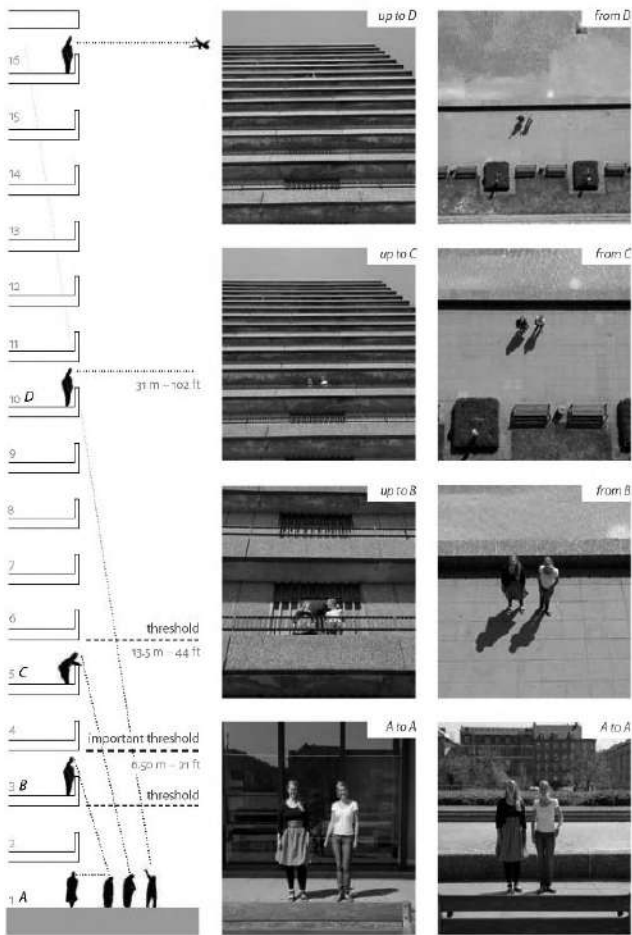 up to D
from D
16
15
14
13
12
11
31 m – 102 ft
10 D
9
8
7
6
threshold
13.5 m – 44 ft
5 C
4
important threshold
6.50 m – 21 ft
3 B
threshold
2
1 A
up to C
from C
up to B
from B
A to A
A to A